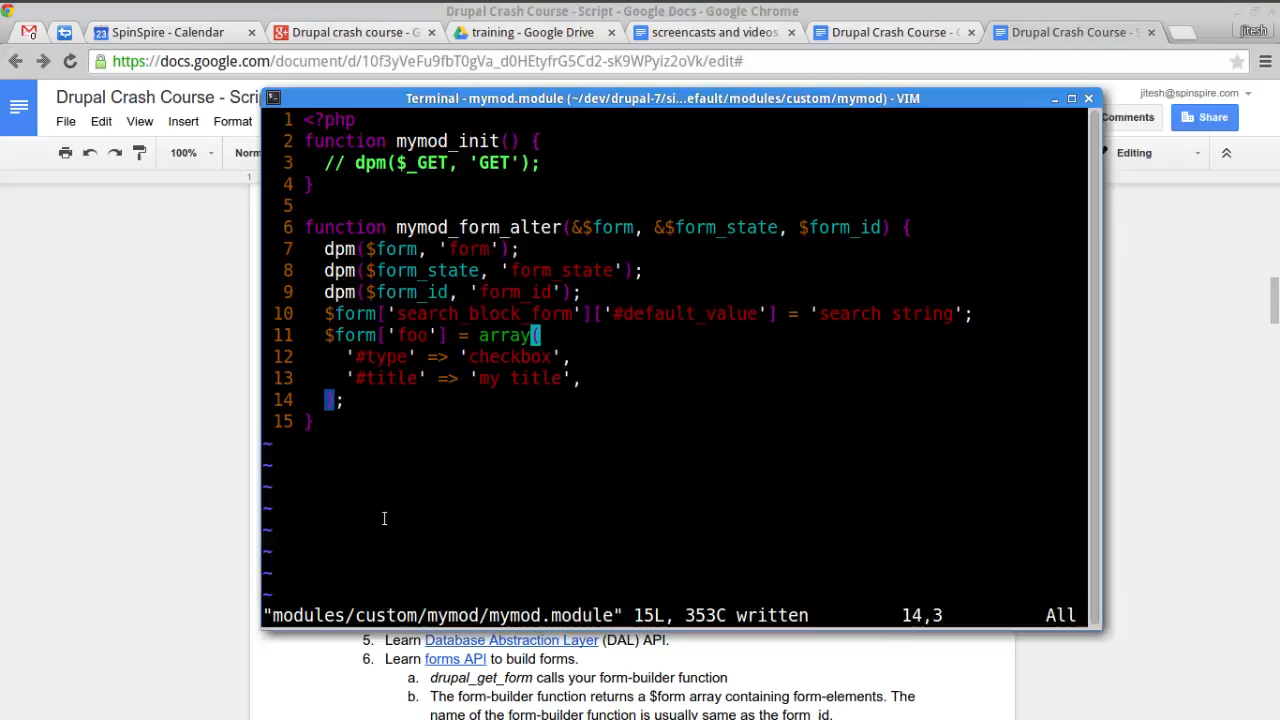 Drupal Crash Course - Script - Google Docs - Google Chrome
SpinSpire - Calendar × Drupal crash course - G × training - Google Drive × screencasts and videos × Drupal Crash Course - × Drupal Crash Course - S × jitesh
https://docs.google.com/document/d/10f3yVeFu9fbT0gVa_d0HEtyfrG5Cd2-sK9WPyiz2oVk/edit#
Drupal Crash Course - Scri
jitesh@spinspire.com
File Edit View Insert Format
omments Share
100% Norm Editing
Terminal - mymod.module (~/dev/drupal-7/si...efault/modules/custom/mymod) - VIM
1 <?php
2 function mymod_init() {
3 // dpm($_GET, 'GET');
4 }
5
6 function mymod_form_alter(&$form, &$form_state, $form_id) {
7 dpm($form, 'form');
8 dpm($form_state, 'form_state');
9 dpm($form_id, 'form_id');
10 $form['search_block_form']['#default_value'] = 'search string';
11 $form['foo'] = array(
12 '#type' => 'checkbox',
13 '#title' => 'my title',
14 );
15 }
~
~
~
~
~
~
~
~
"modules/custom/mymod/mymod.module" 15L, 353C written 14,3 All
5. Learn Database Abstraction Layer (DAL) API.
6. Learn forms API to build forms.
a. drupal_get_form calls your form-builder function
b. The form-builder function returns a $form array containing form-elements. The
name of the form-builder function is usually same as the form_id.